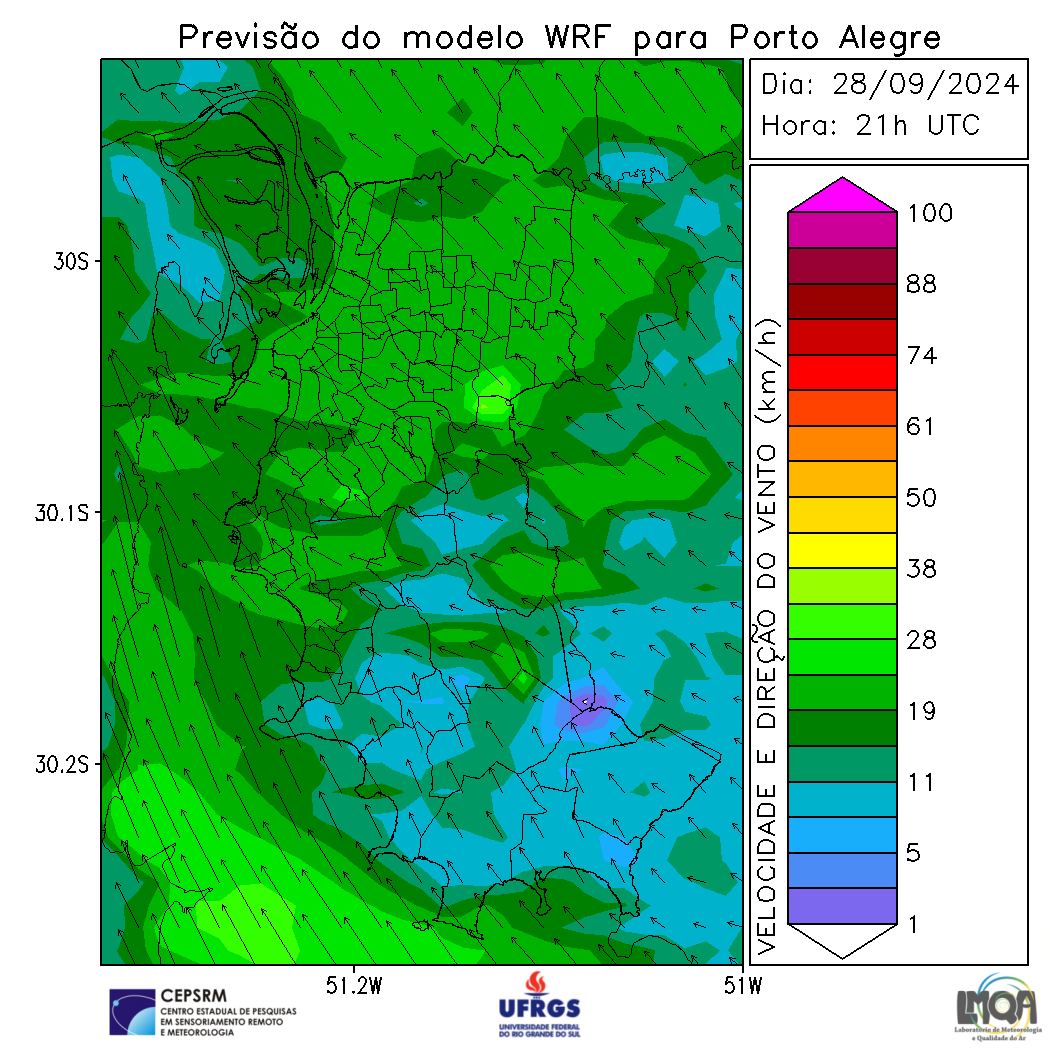 Previsão do modelo WRF para Porto Alegre
Dia: 28/09/2024
Hora: 21h UTC
30S
30.1S
30.2S
51.2W
51W
VELOCIDADE E DIREÇÃO DO VENTO (km/h)
100
88
74
61
50
38
28
19
11
5
1
CEPSRM
CENTRO ESTADUAL DE PESQUISAS
EM SENSORIAMENTO REMOTO
E METEOROLOGIA
UFRGS
UNIVERSIDADE FEDERAL
DO RIO GRANDE DO SUL
LMQA
Laboratório de Meteorologia
e Qualidade do Ar